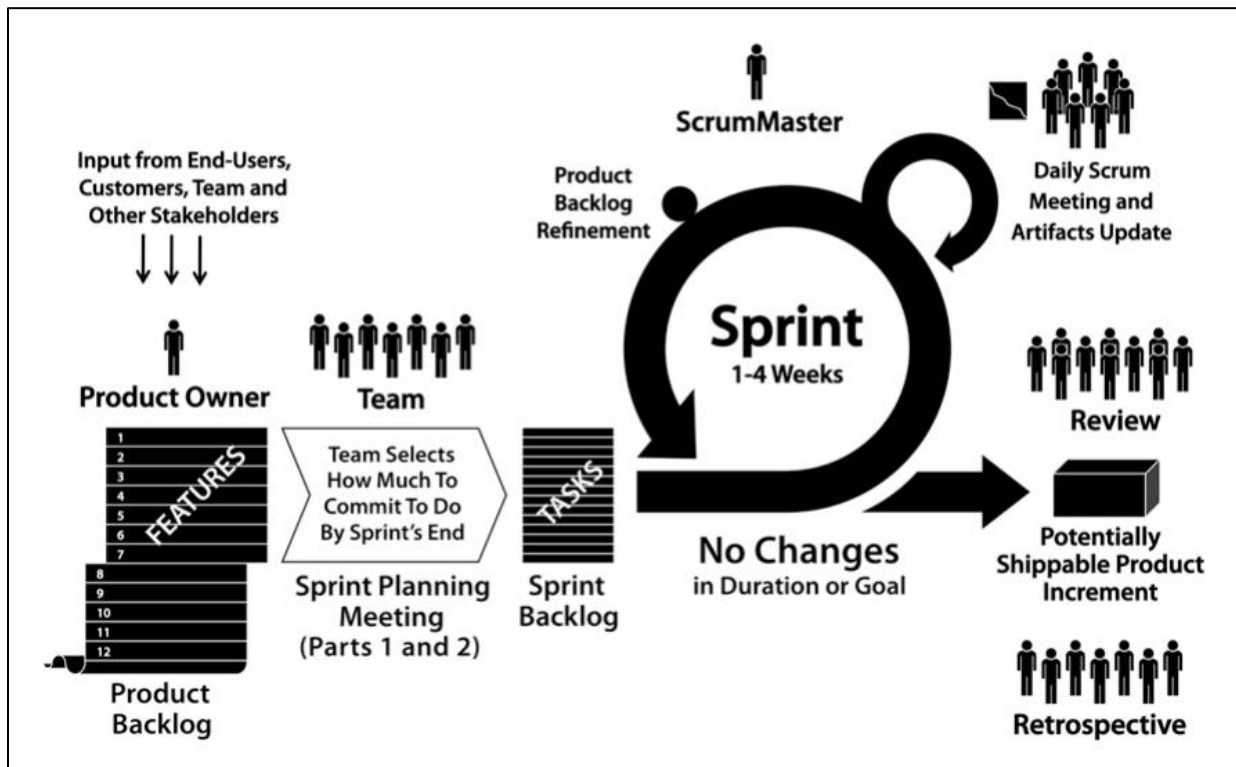 Input from End-Users,
Customers, Team and
Other Stakeholders
Product Owner
1
2
3
4
5
6
7
FEATURES
8
9
10
11
12
Product
Backlog
Team
Team Selects
How Much To
Commit To Do
By Sprint's End
Sprint Planning
Meeting
(Parts 1 and 2)
TASKS
Sprint
Backlog
ScrumMaster
Product
Backlog
Refinement
Sprint
1-4 Weeks
No Changes
in Duration or Goal
Daily Scrum
Meeting and
Artifacts Update
Review
Potentially
Shippable Product
Increment
Retrospective